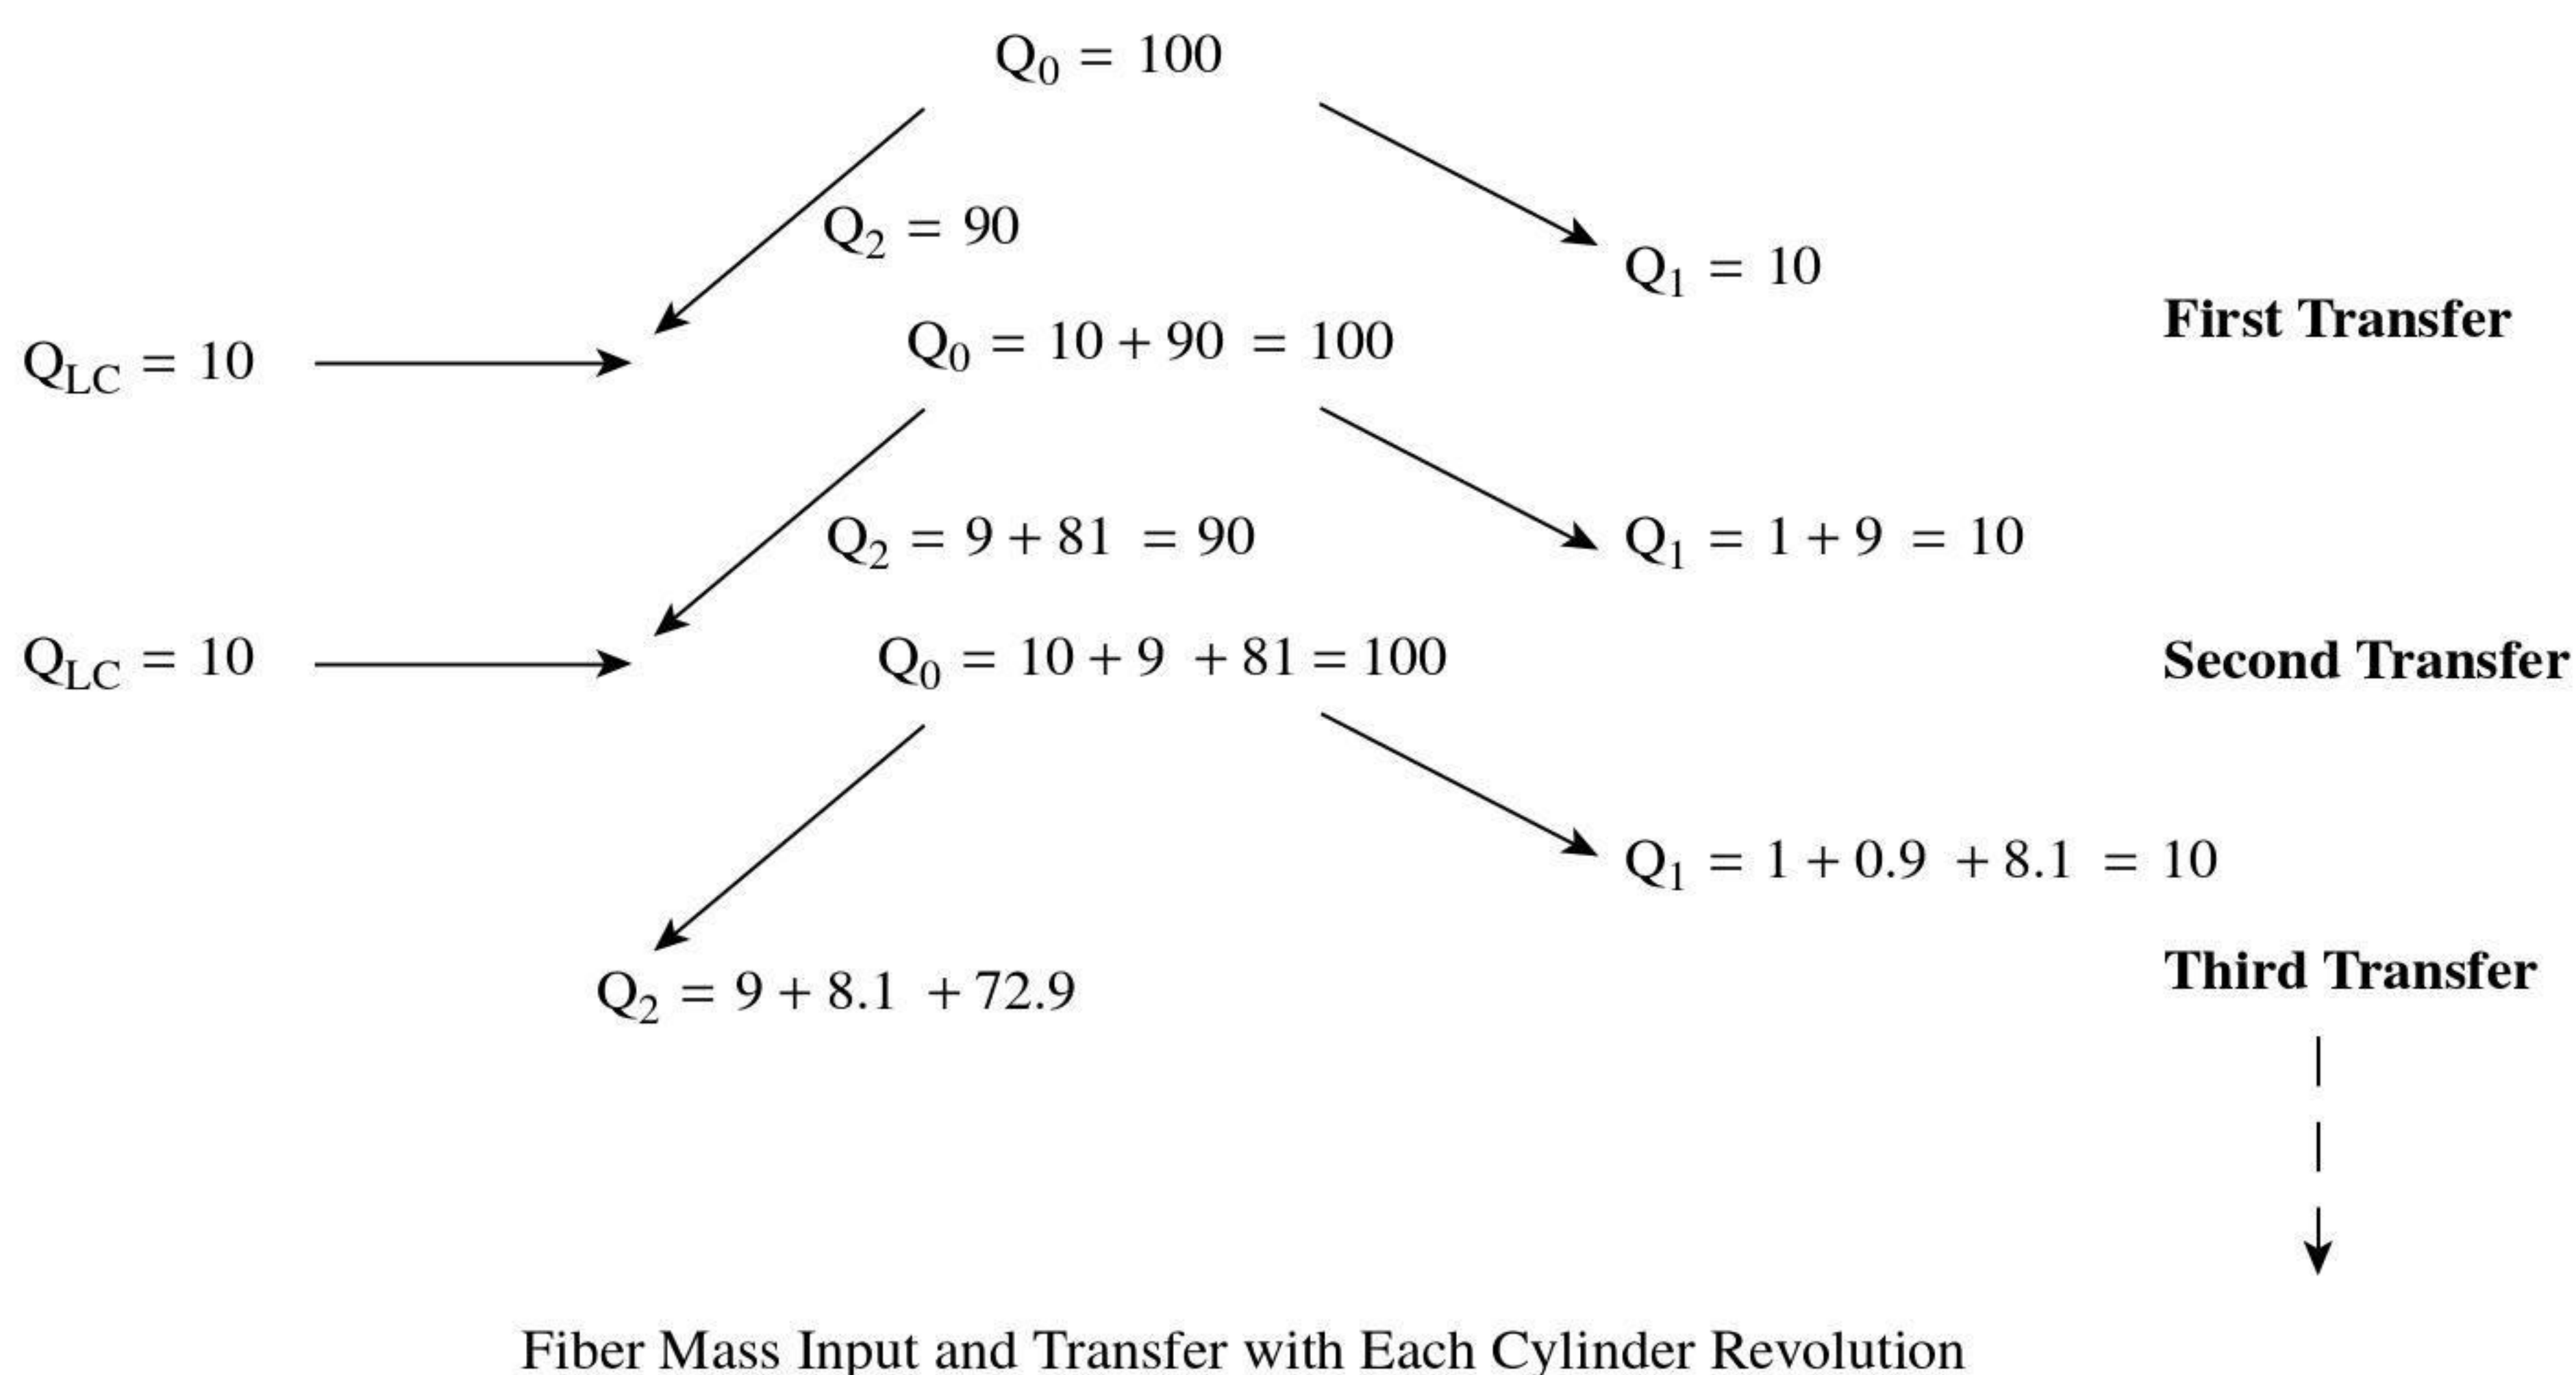 Q₀ = 100
Q₂ = 90
Q₁ = 10
First Transfer
Q_LC = 10
Q₀ = 10 + 90 = 100
Q₂ = 9 + 81 = 90
Q₁ = 1 + 9 = 10
Q_LC = 10
Q₀ = 10 + 9 + 81 = 100
Second Transfer
Q₁ = 1 + 0.9 + 8.1 = 10
Third Transfer
Q₂ = 9 + 8.1 + 72.9
Fiber Mass Input and Transfer with Each Cylinder Revolution